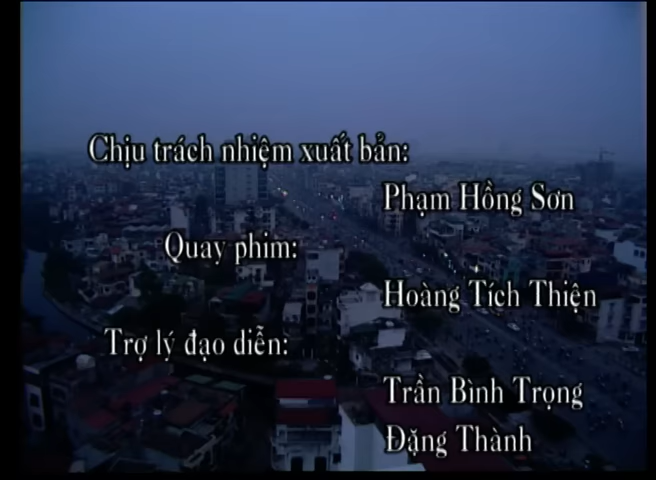 Chịu trách nhiệm xuất bản:
Phạm Hồng Sơn
Quay phim:
Hoàng Tích Thiện
Trợ lý đạo diễn:
Trần Bình Trọng
Đặng Thành